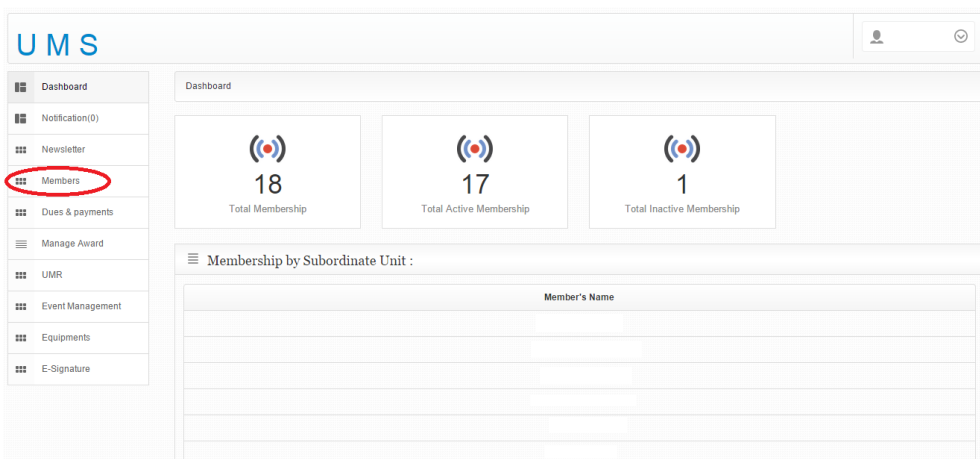 U M S
Dashboard
Notification(0)
Newsletter
Members
Dues & payments
Manage Award
UMR
Event Management
Equipments
E-Signature
Dashboard
18
Total Membership
17
Total Active Membership
1
Total Inactive Membership
Membership by Subordinate Unit :
Member's Name